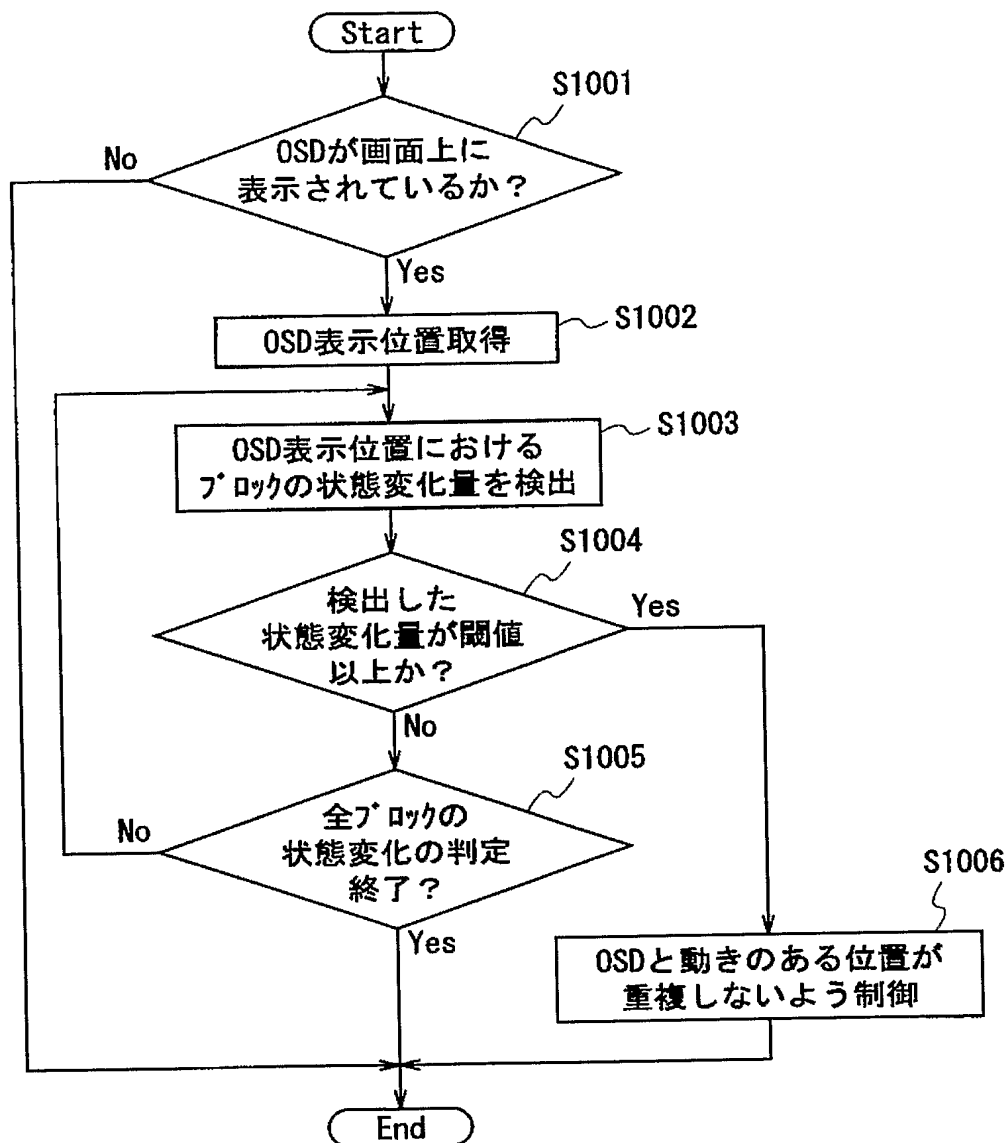 Start
S1001
No
OSDが画面上に
表示されているか？
Yes
S1002
OSD表示位置取得
S1003
OSD表示位置における
ﾌﾞﾛｯｸの状態変化量を検出
S1004
検出した
状態変化量が閾値
以上か？
Yes
No
S1005
No
全ﾌﾞﾛｯｸの
状態変化の判定
終了？
Yes
S1006
OSDと動きのある位置が
重複しないよう制御
End